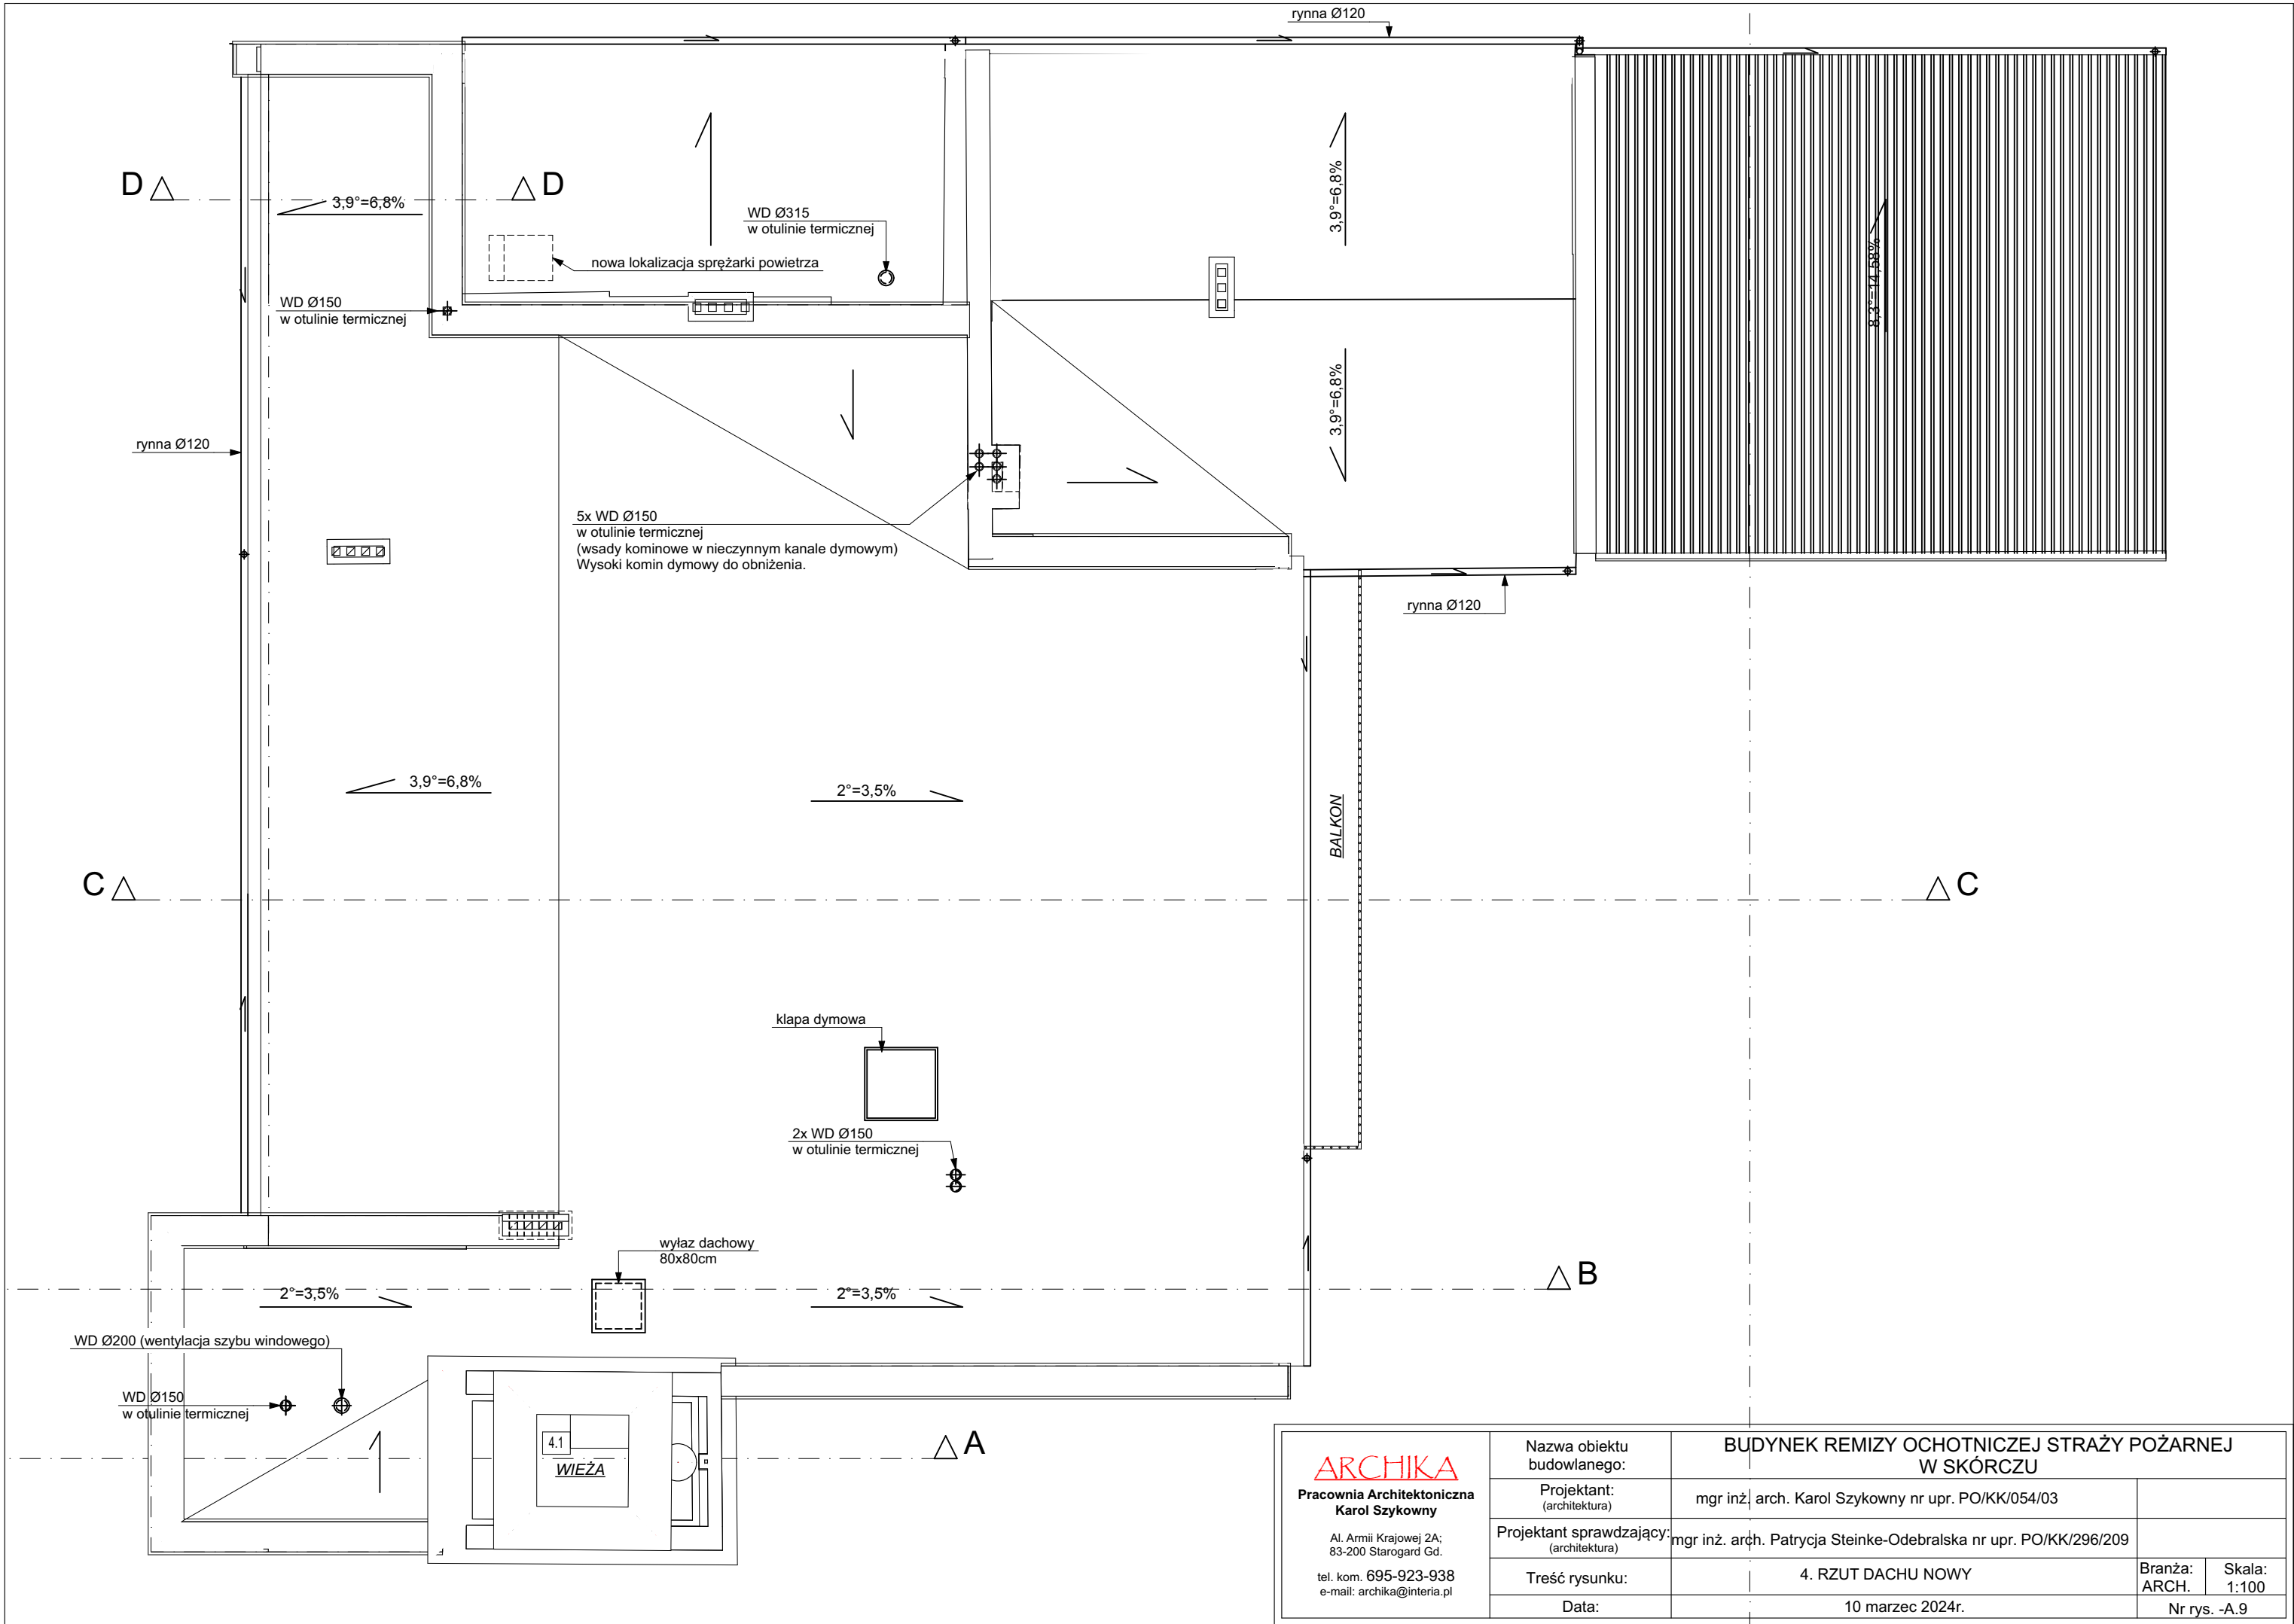 rynna Ø120
D
D
3,9°=6,8%
WD Ø315
w otulinie termicznej
nowa lokalizacja sprężarki powietrza
3,9°=6,8%
8,3°=14,58%
WD Ø150
w otulinie termicznej
3,9°=6,8%
rynna Ø120
5x WD Ø150
w otulinie termicznej
(wsady kominowe w nieczynnym kanale dymowym)
Wysoki komin dymowy do obniżenia.
rynna Ø120
3,9°=6,8%
2°=3,5%
BALKON
C
C
klapa dymowa
2x WD Ø150
w otulinie termicznej
wyłaz dachowy
80x80cm
B
2°=3,5%
2°=3,5%
WD Ø200 (wentylacja szybu windowego)
WD Ø150
w otulinie termicznej
4.1
WIEŻA
A
ARCHIKA
Pracownia Architektoniczna
Karol Szykowny
Al. Armii Krajowej 2A;
83-200 Starogard Gd.
tel. kom. 695-923-938
e-mail: archika@interia.pl
Nazwa obiektu
budowlanego:
BUDYNEK REMIZY OCHOTNICZEJ STRAŻY POŻARNEJ
W SKÓRCZU
Projektant:
(architektura)
mgr inż. arch. Karol Szykowny nr upr. PO/KK/054/03
Projektant sprawdzający:
(architektura)
mgr inż. arch. Patrycja Steinke-Odebralska nr upr. PO/KK/296/209
Treść rysunku:
4. RZUT DACHU NOWY
Branża:
ARCH.
Skala:
1:100
Data:
10 marzec 2024r.
Nr rys. -A.9